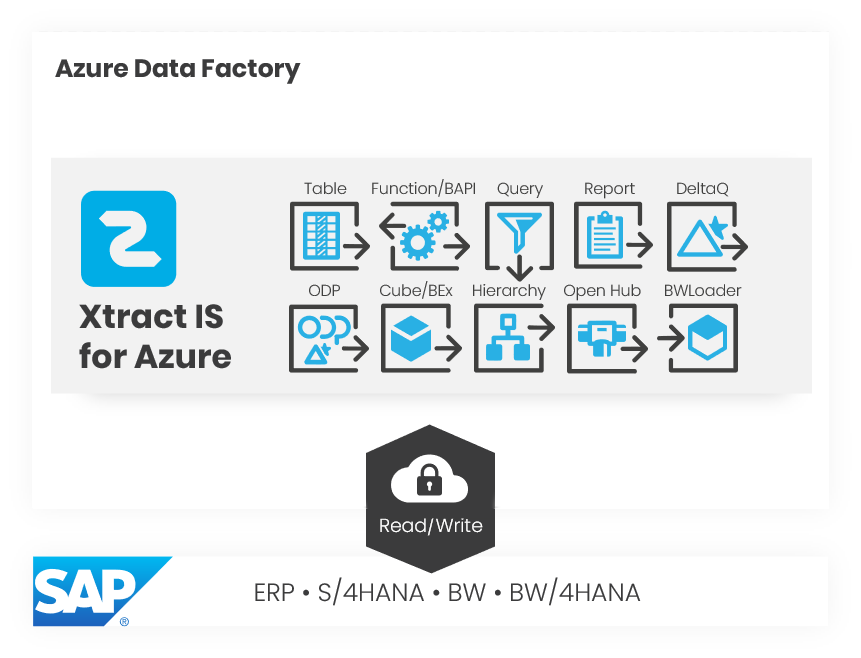 Azure Data Factory
Table Function/BAPI Query Report DeltaQ
ODP Cube/BEx Hierarchy Open Hub BWLoader
Xtract IS
for Azure
Read/Write
SAP ®
ERP • S/4HANA • BW • BW/4HANA